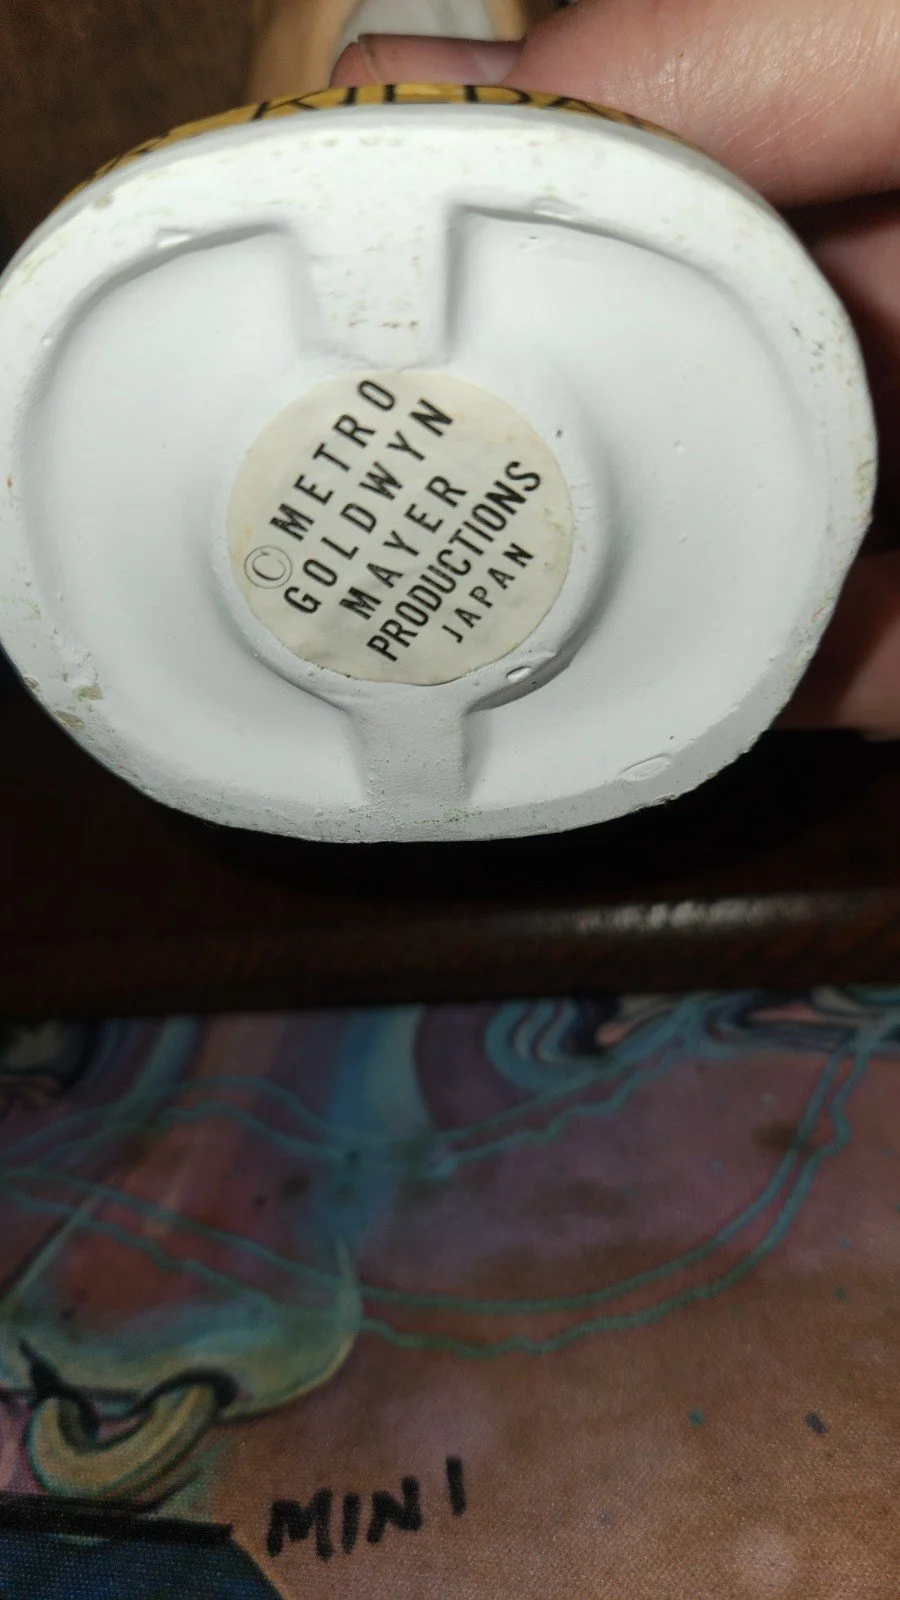 © METRO
GOLDWYN
MAYER
PRODUCTIONS
JAPAN
MINI